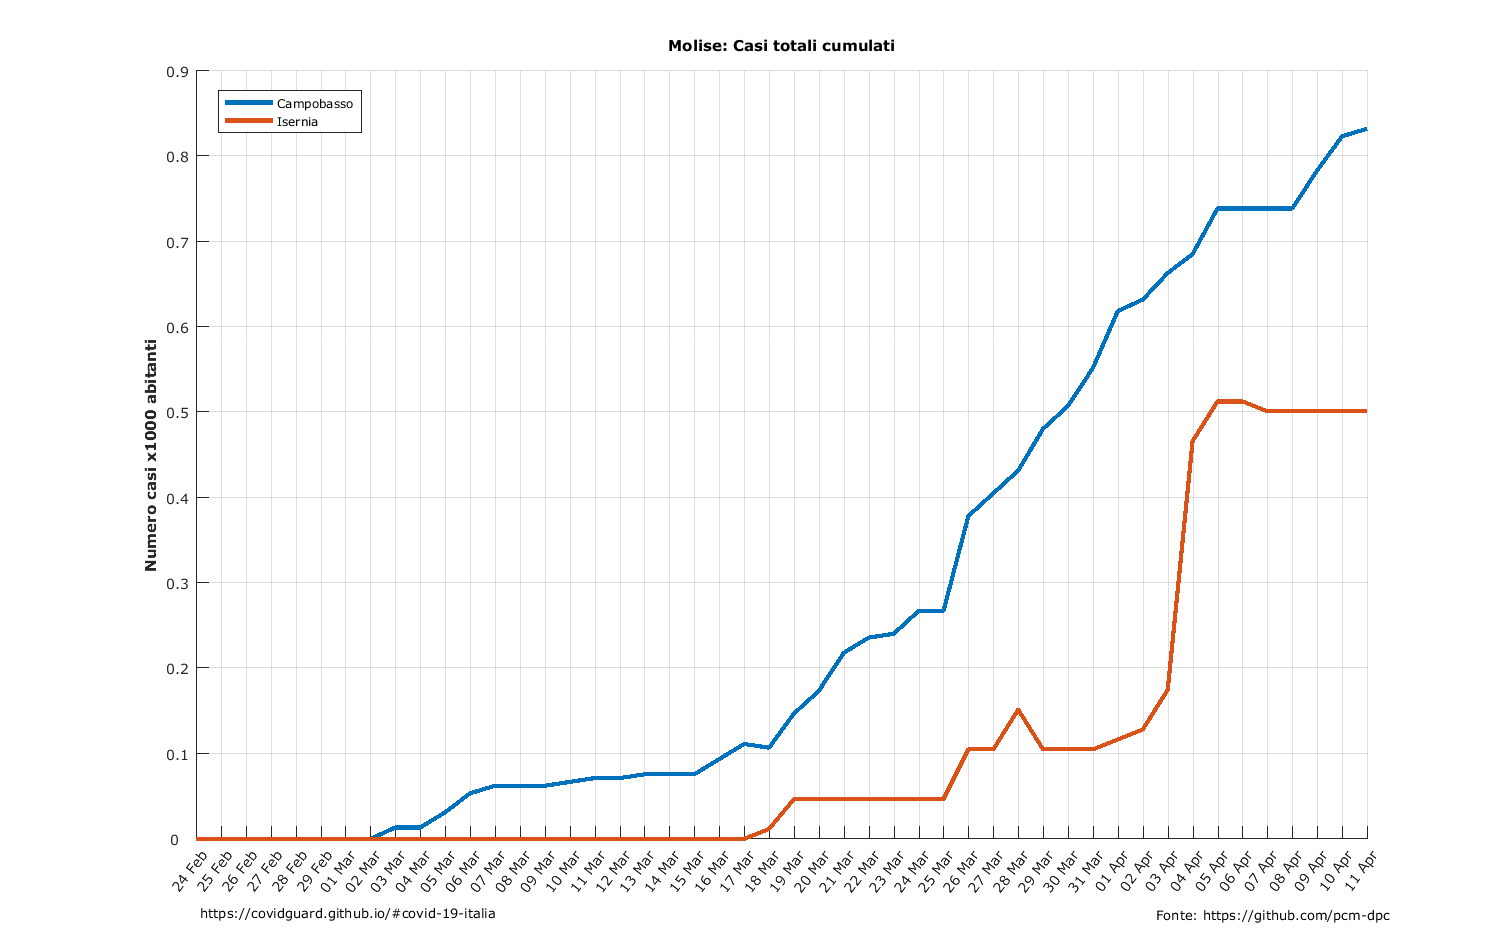 Molise: Casi totali cumulati
Campobasso
Isernia
Numero casi x1000 abitanti
0.9
0.8
0.7
0.6
0.5
0.4
0.3
0.2
0.1
0
24 Feb
25 Feb
26 Feb
27 Feb
28 Feb
29 Feb
01 Mar
02 Mar
03 Mar
04 Mar
05 Mar
06 Mar
07 Mar
08 Mar
09 Mar
10 Mar
11 Mar
12 Mar
13 Mar
14 Mar
15 Mar
16 Mar
17 Mar
18 Mar
19 Mar
20 Mar
21 Mar
22 Mar
23 Mar
24 Mar
25 Mar
26 Mar
27 Mar
28 Mar
29 Mar
30 Mar
31 Mar
01 Apr
02 Apr
03 Apr
04 Apr
05 Apr
06 Apr
07 Apr
08 Apr
09 Apr
10 Apr
11 Apr
https://covidguard.github.io/#covid-19-italia
Fonte: https://github.com/pcm-dpc